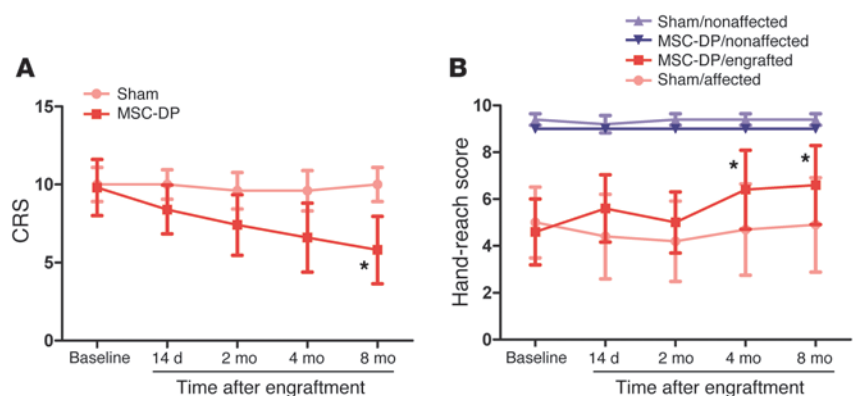 A
Sham
MSC-DP
CRS
15
10
5
0
Baseline
14 d
2 mo
4 mo
8 mo
*
Time after engraftment
B
Sham/nonaffected
MSC-DP/nonaffected
MSC-DP/engrafted
Sham/affected
Hand-reach score
10
8
6
4
2
0
*
*
Baseline
14 d
2 mo
4 mo
8 mo
Time after engraftment